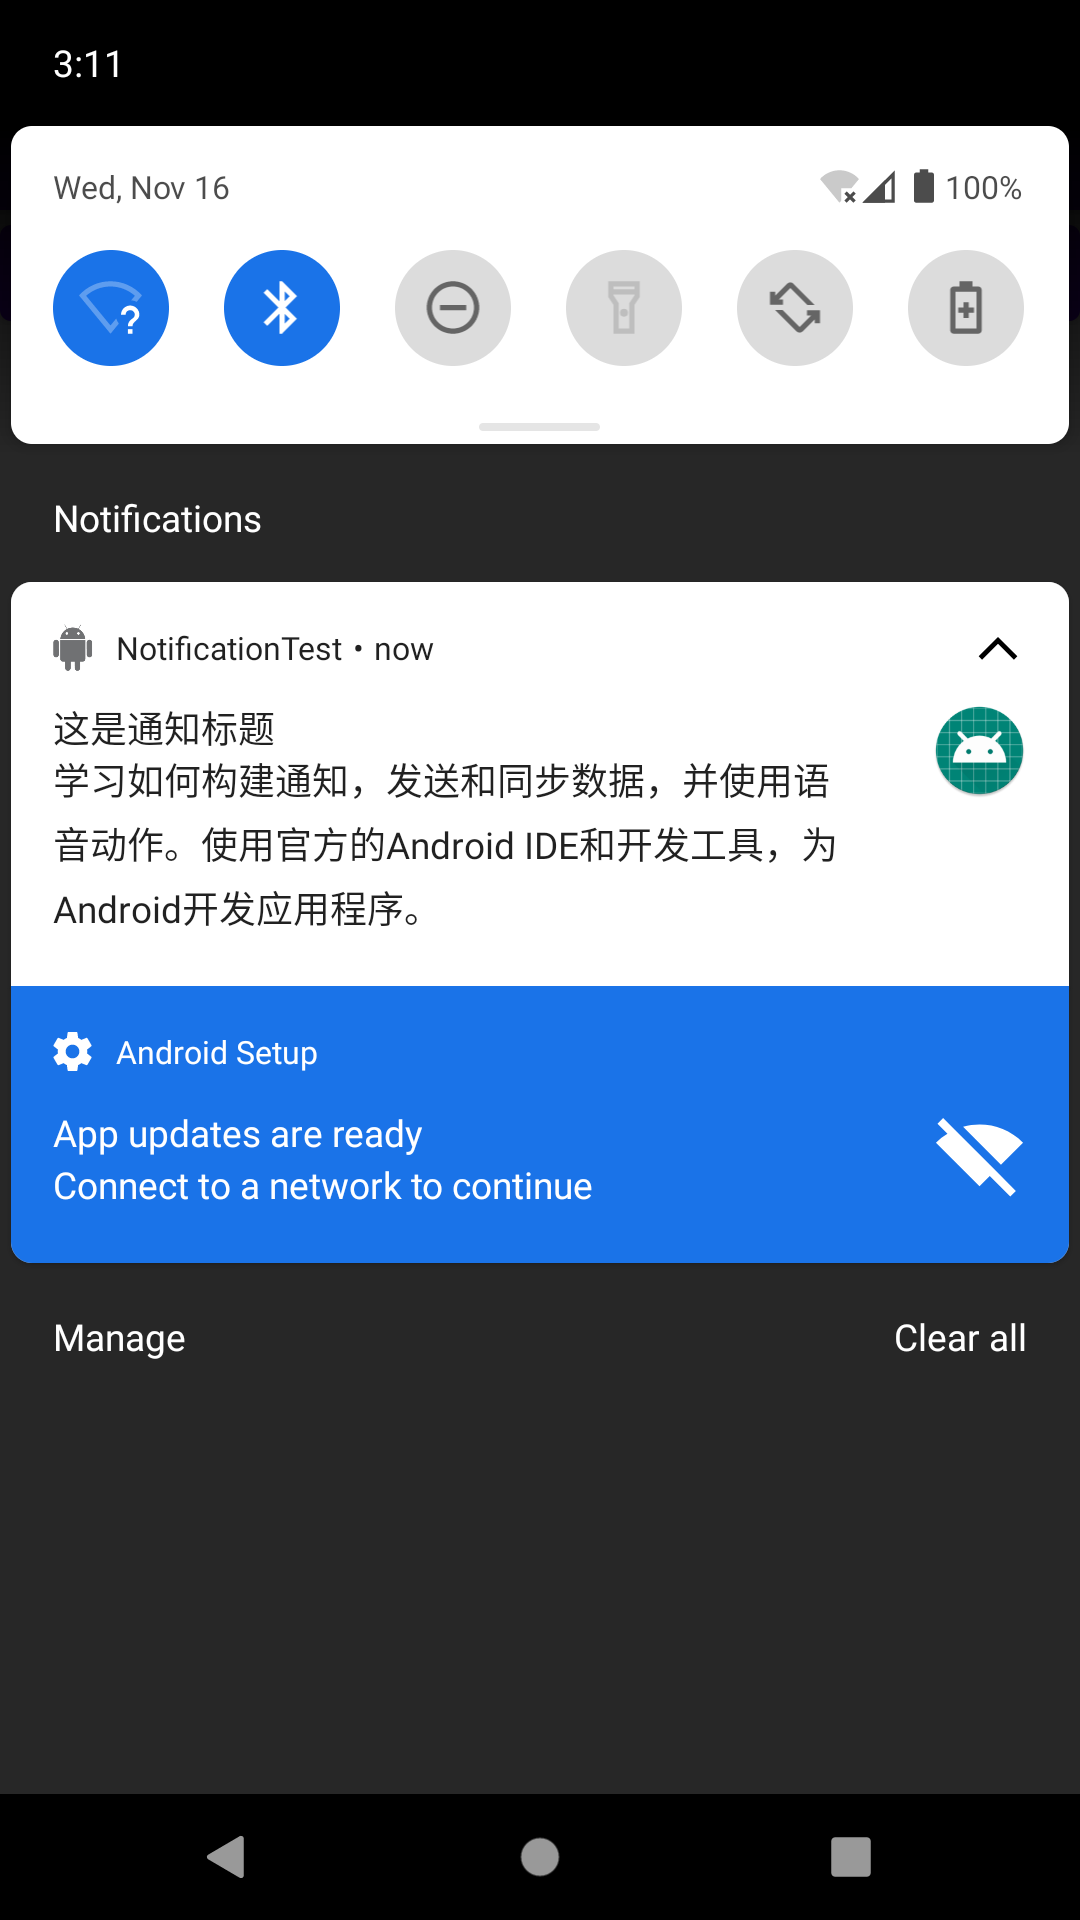 3:11
Wed, Nov 16
100%
Notifications
NotificationTest • now
这是通知标题
学习如何构建通知，发送和同步数据，并使用语
音动作。使用官方的Android IDE和开发工具，为
Android开发应用程序。
Android Setup
App updates are ready
Connect to a network to continue
Manage
Clear all